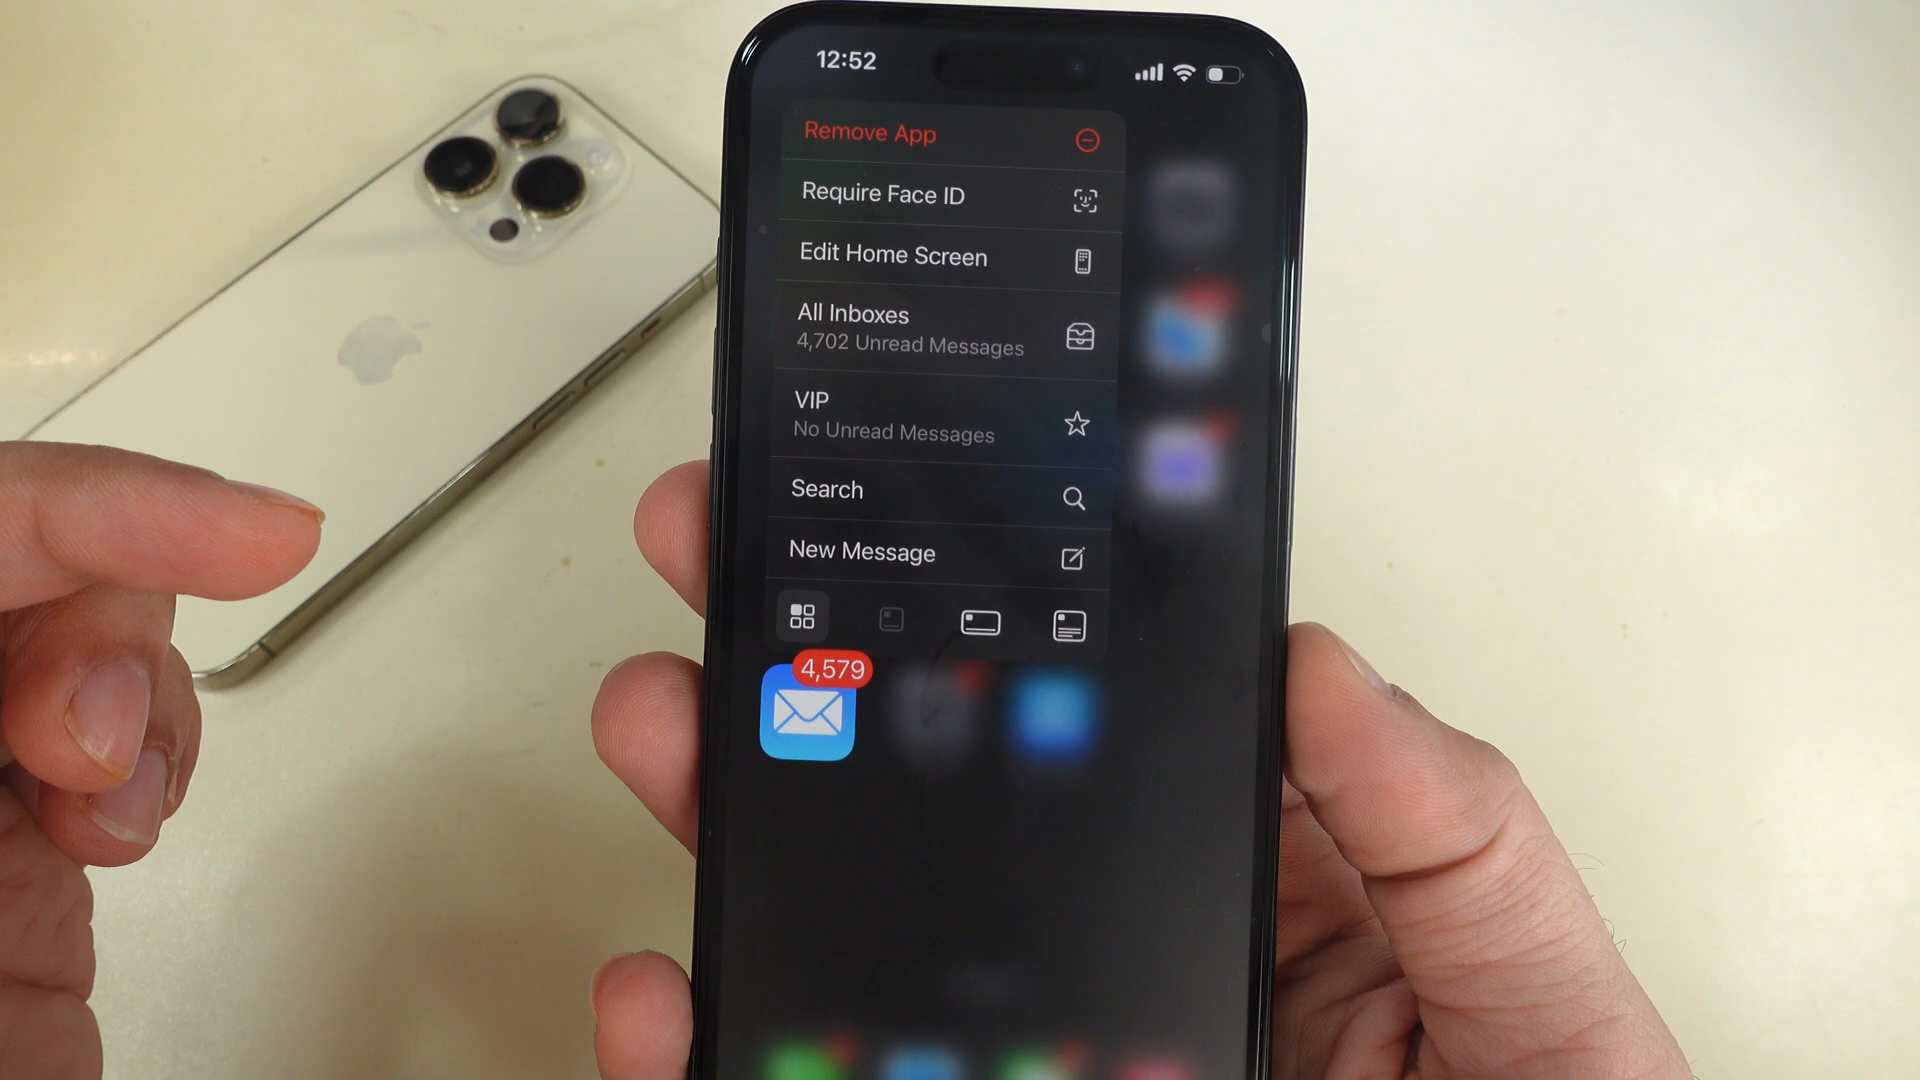 12:52
Remove App
Require Face ID
Edit Home Screen
All Inboxes
4,702 Unread Messages
VIP
No Unread Messages
Search
New Message
4,579